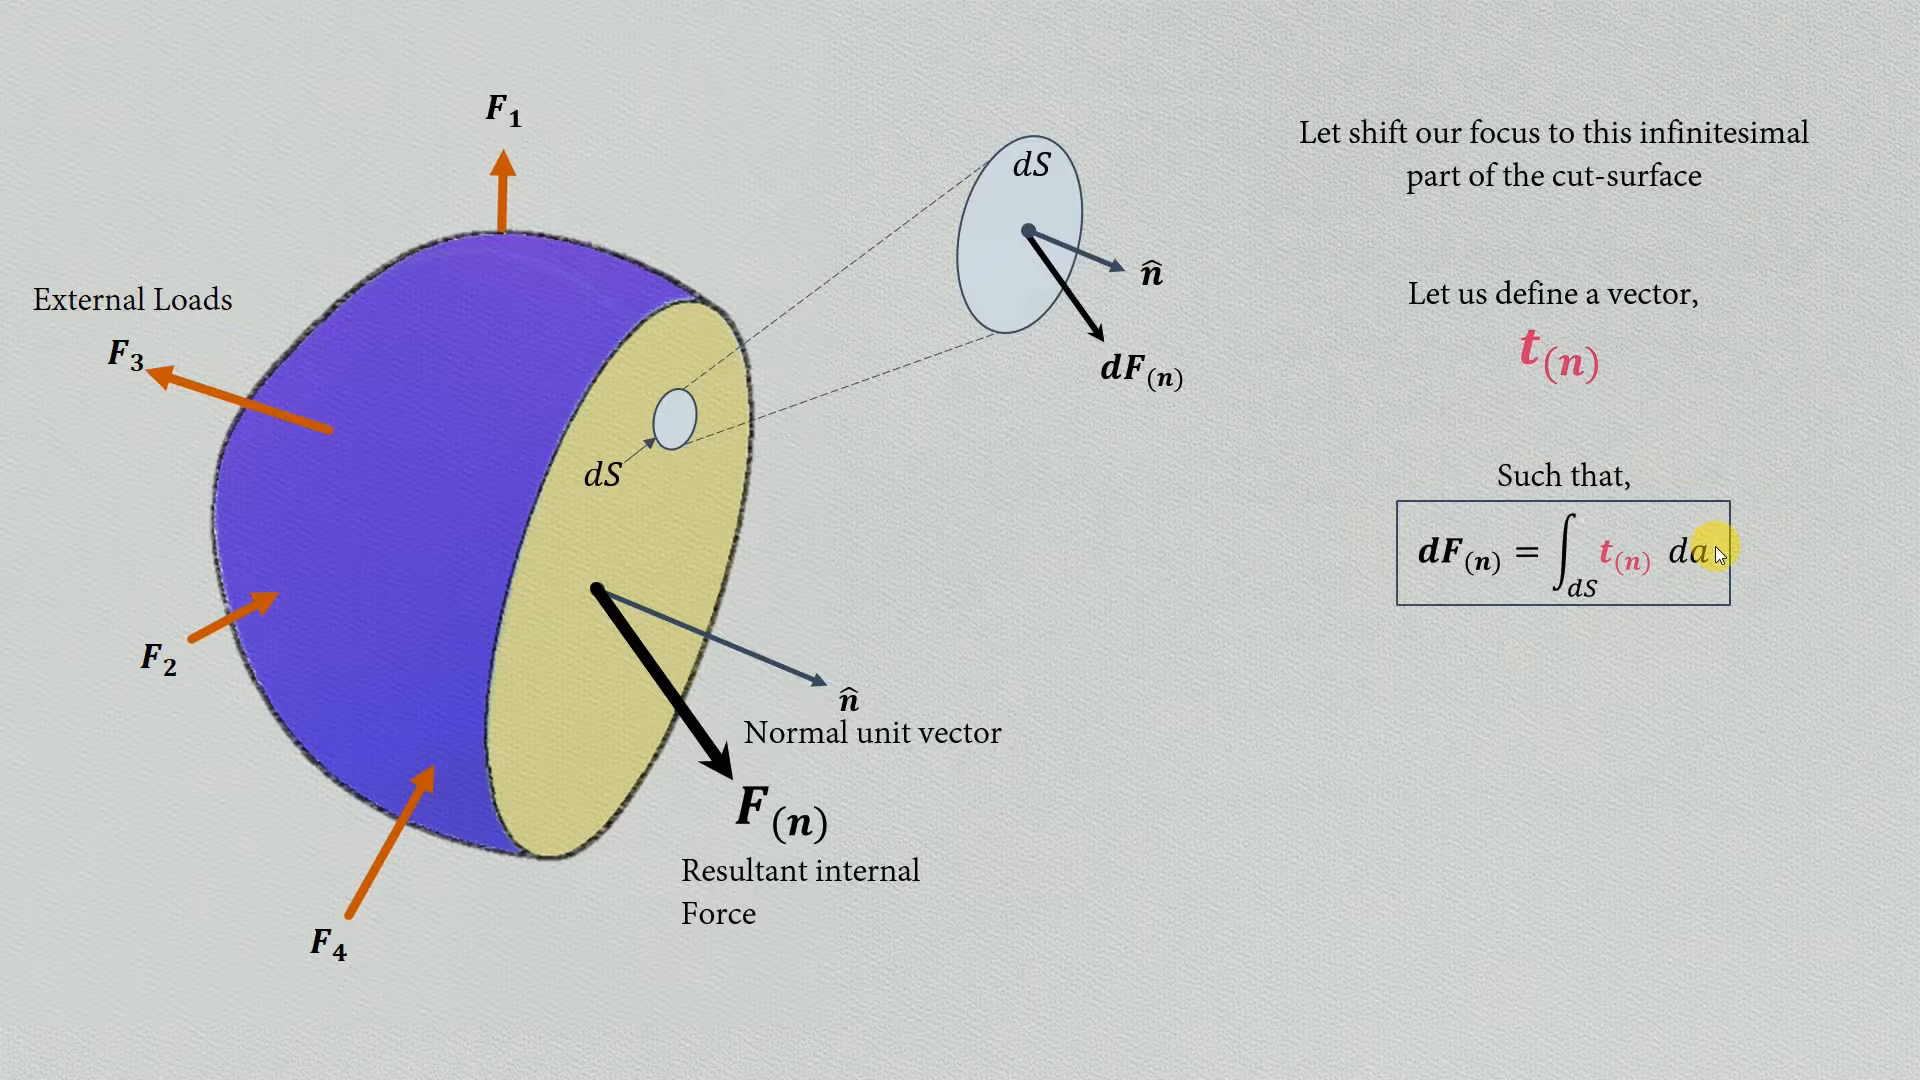 F₁
External Loads
F₃
F₂
F₄
dS
n̂
dF₍ₙ₎
dS
n̂
Normal unit vector
F₍ₙ₎
Resultant internal
Force
Let shift our focus to this infinitesimal
part of the cut-surface
Let us define a vector,
t₍ₙ₎
Such that,
dF₍ₙ₎ = ∫_dS t₍ₙ₎ da